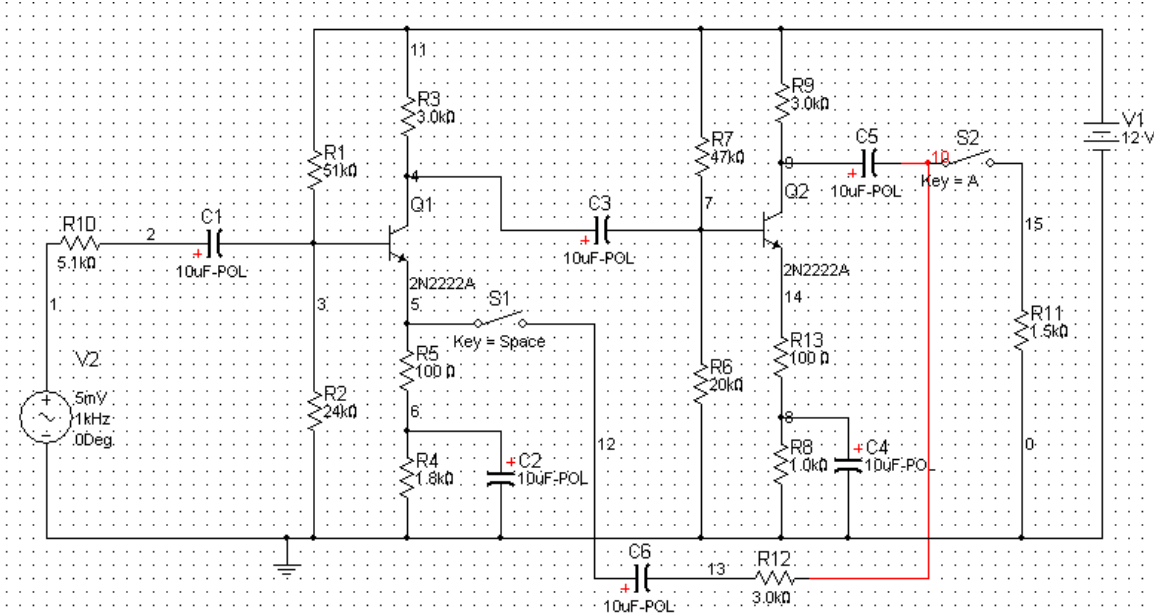 11
R3
3.0kΩ
R9
3.0kΩ
V1
12 V
R1
51kΩ
R7
47kΩ
C5
10uF-POL
10
S2
Key = A
9
4
Q1
2N2222A
C3
10uF-POL
7
Q2
2N2222A
R10
5.1kΩ
2
C1
10uF-POL
15
1
3
5
S1
Key = Space
14
R11
1.5kΩ
V2
5mV
1kHz
0Deg
R5
100 Ω
R13
100 Ω
R2
24kΩ
R6
20kΩ
6
8
12
0
R4
1.8kΩ
C2
10uF-POL
R8
1.0kΩ
C4
10uF-POL
C6
10uF-POL
13
R12
3.0kΩ